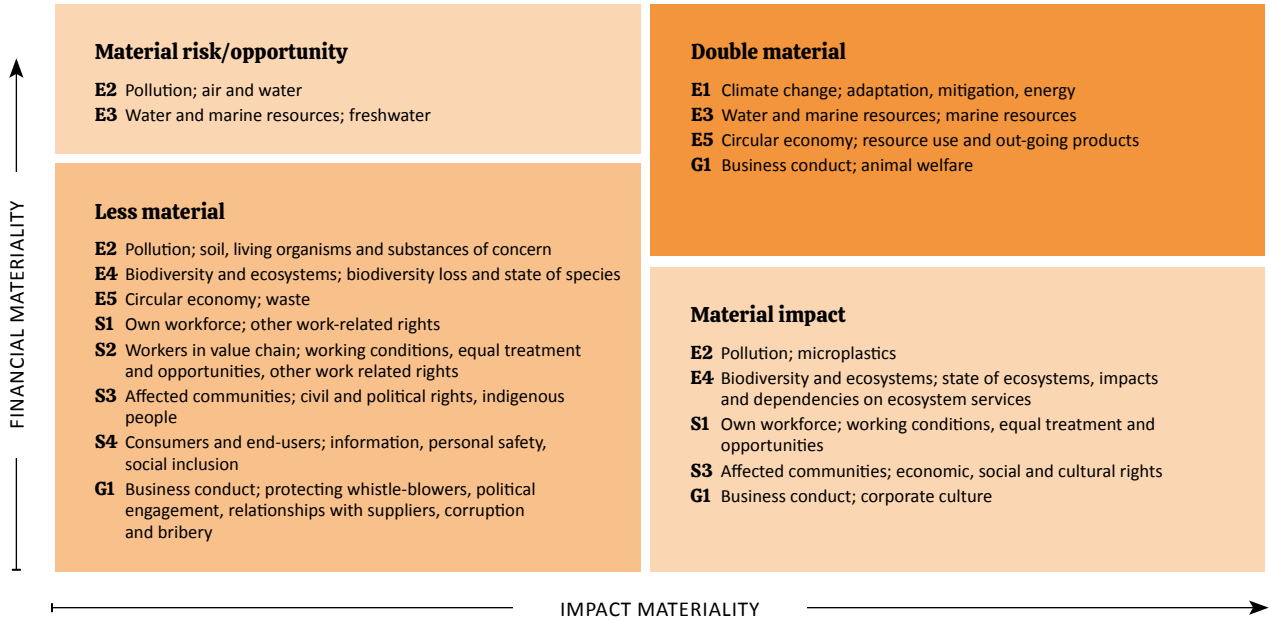 Material risk/opportunity
E2 Pollution; air and water
E3 Water and marine resources; freshwater
Double material
E1 Climate change; adaptation, mitigation, energy
E3 Water and marine resources; marine resources
E5 Circular economy; resource use and out-going products
G1 Business conduct; animal welfare
Less material
E2 Pollution; soil, living organisms and substances of concern
E4 Biodiversity and ecosystems; biodiversity loss and state of species
E5 Circular economy; waste
S1 Own workforce; other work-related rights
S2 Workers in value chain; working conditions, equal treatment
and opportunities, other work related rights
S3 Affected communities; civil and political rights, indigenous
people
S4 Consumers and end-users; information, personal safety,
social inclusion
G1 Business conduct; protecting whistle-blowers, political
engagement, relationships with suppliers, corruption
and bribery
Material impact
E2 Pollution; microplastics
E4 Biodiversity and ecosystems; state of ecosystems, impacts
and dependencies on ecosystem services
S1 Own workforce; working conditions, equal treatment and
opportunities
S3 Affected communities; economic, social and cultural rights
G1 Business conduct; corporate culture
FINANCIAL MATERIALITY
IMPACT MATERIALITY